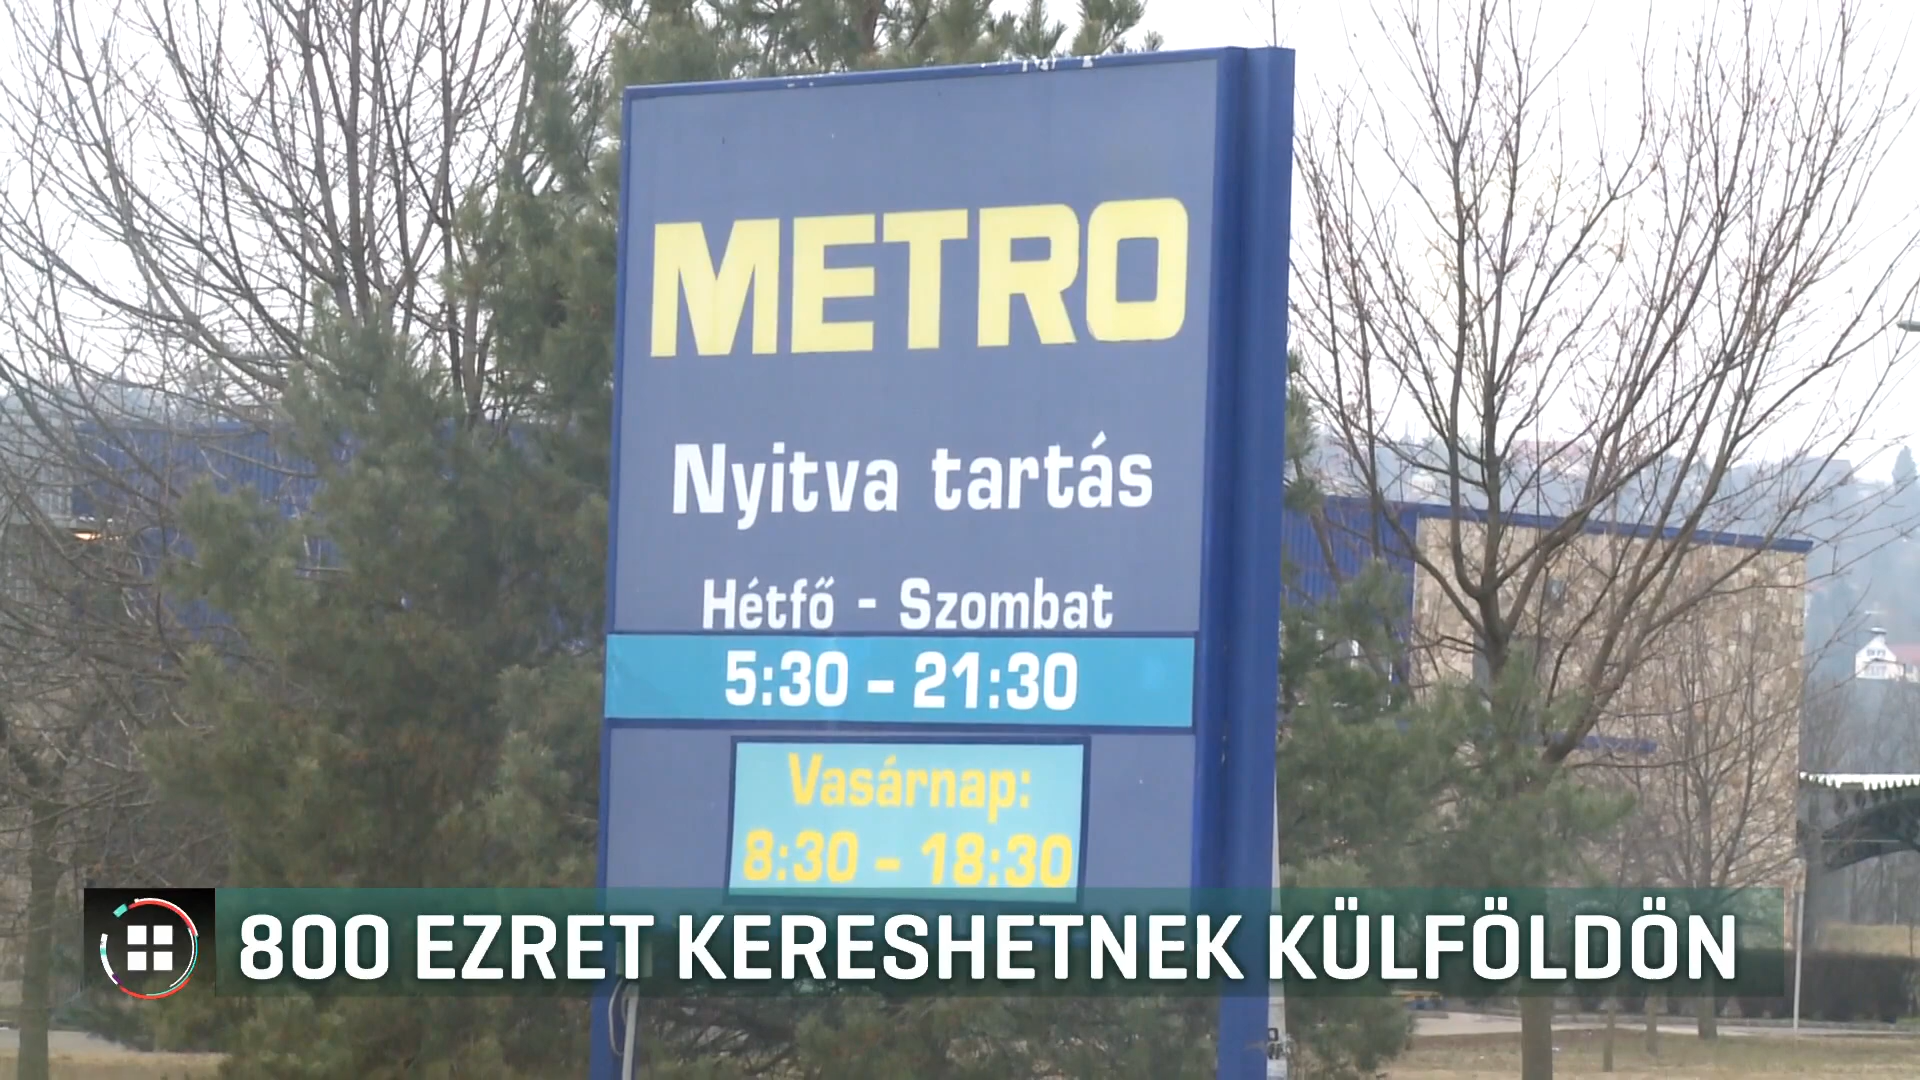 METRO
Nyitva tartás
Hétfő - Szombat
5:30 - 21:30
Vasárnap:
8:30 - 18:30
800 EZRET KERESHETNEK KÜLFÖLDÖN